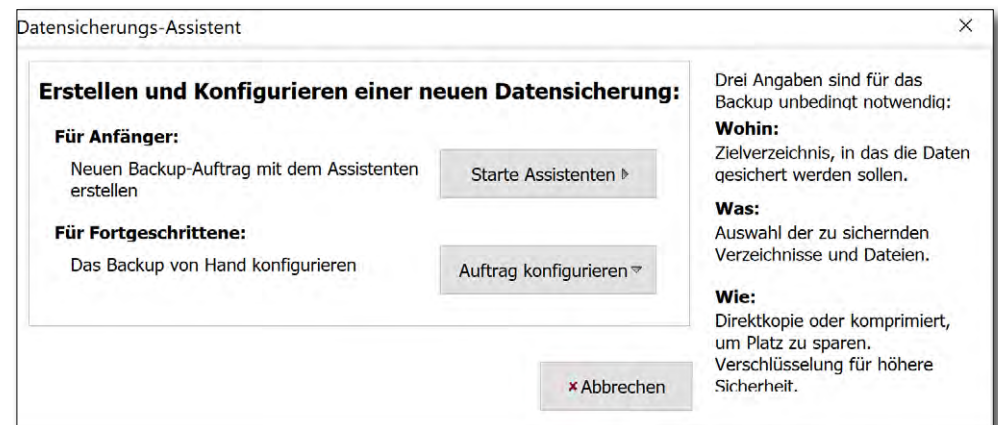 Datensicherungs-Assistent
Erstellen und Konfigurieren einer neuen Datensicherung:
Für Anfänger:
Neuen Backup-Auftrag mit dem Assistenten
erstellen
Starte Assistenten
Für Fortgeschrittene:
Das Backup von Hand konfigurieren
Auftrag konfigurieren
Abbrechen
Drei Angaben sind für das
Backup unbedingt notwendig:
Wohin:
Zielverzeichnis, in das die Daten
gesichert werden sollen.
Was:
Auswahl der zu sichernden
Verzeichnisse und Dateien.
Wie:
Direktkopie oder komprimiert,
um Platz zu sparen.
Verschlüsselung für höhere
Sicherheit.